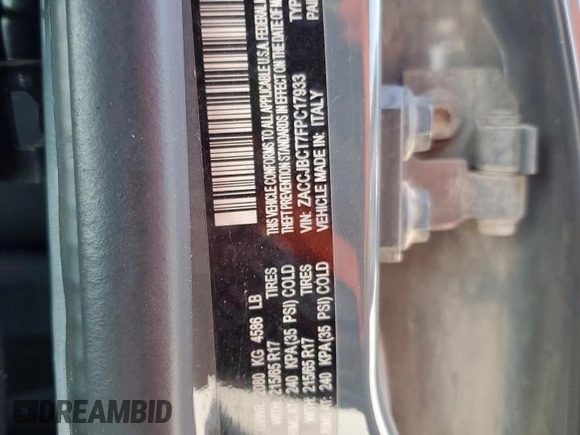 THIS VEHICLE CONFORMS TO ALL APPLICABLE U.S.A. FEDERAL
THEFT PREVENTION STANDARDS IN EFFECT ON THE DATE OF
VIN: ZACCJBCT7FPC17933 TYP
VEHICLE MADE IN: ITALY PAI
2080 KG 4586 LB
215/65 R17 TIRES
240 KPA(35 PSI) COLD
215/65 R17 TIRES
240 KPA(35 PSI) COLD
DREAMBID